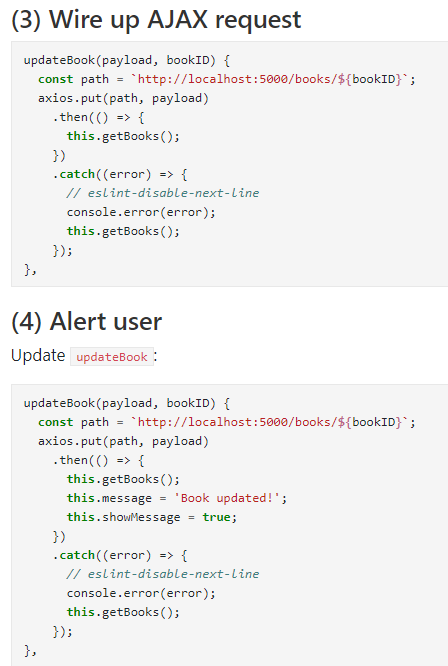 (3) Wire up AJAX request
updateBook(payload, bookID) {
  const path = `http://localhost:5000/books/${bookID}`;
  axios.put(path, payload)
    .then(() => {
      this.getBooks();
    })
    .catch((error) => {
      // eslint-disable-next-line
      console.error(error);
      this.getBooks();
    });
},
(4) Alert user
Update updateBook:
updateBook(payload, bookID) {
  const path = `http://localhost:5000/books/${bookID}`;
  axios.put(path, payload)
    .then(() => {
      this.getBooks();
      this.message = 'Book updated!';
      this.showMessage = true;
    })
    .catch((error) => {
      // eslint-disable-next-line
      console.error(error);
      this.getBooks();
    });
},